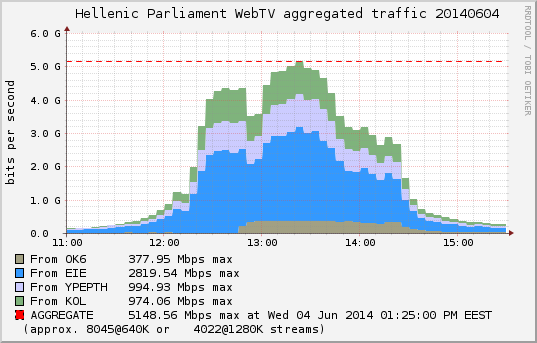 Hellenic Parliament WebTV aggregated traffic 20140604
RRDTOOL / TOBI OETIKER
bits per second
6.0 G
5.0 G
4.0 G
3.0 G
2.0 G
1.0 G
0.0
11:00 12:00 13:00 14:00 15:00
From OK6 377.95 Mbps max
From EIE 2819.54 Mbps max
From YPEPTH 994.93 Mbps max
From KOL 974.06 Mbps max
AGGREGATE 5148.56 Mbps max at Wed 04 Jun 2014 01:25:00 PM EEST
(approx. 8045@640K or 4022@1280K streams)